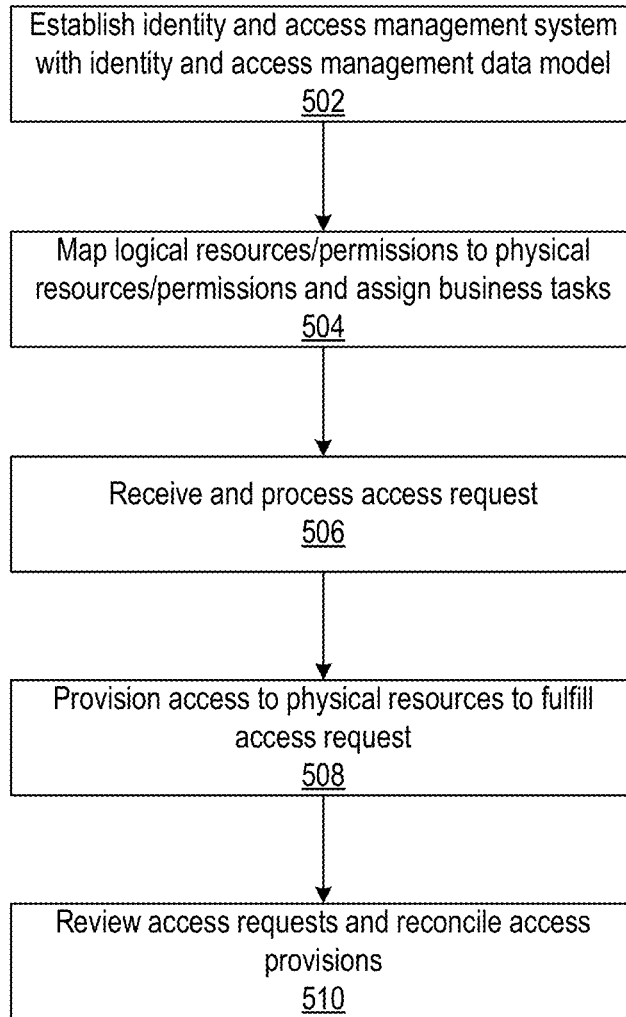 Establish identity and access management system
with identity and access management data model
502
Map logical resources/permissions to physical
resources/permissions and assign business tasks
504
Receive and process access request
506
Provision access to physical resources to fulfill
access request
508
Review access requests and reconcile access
provisions
510